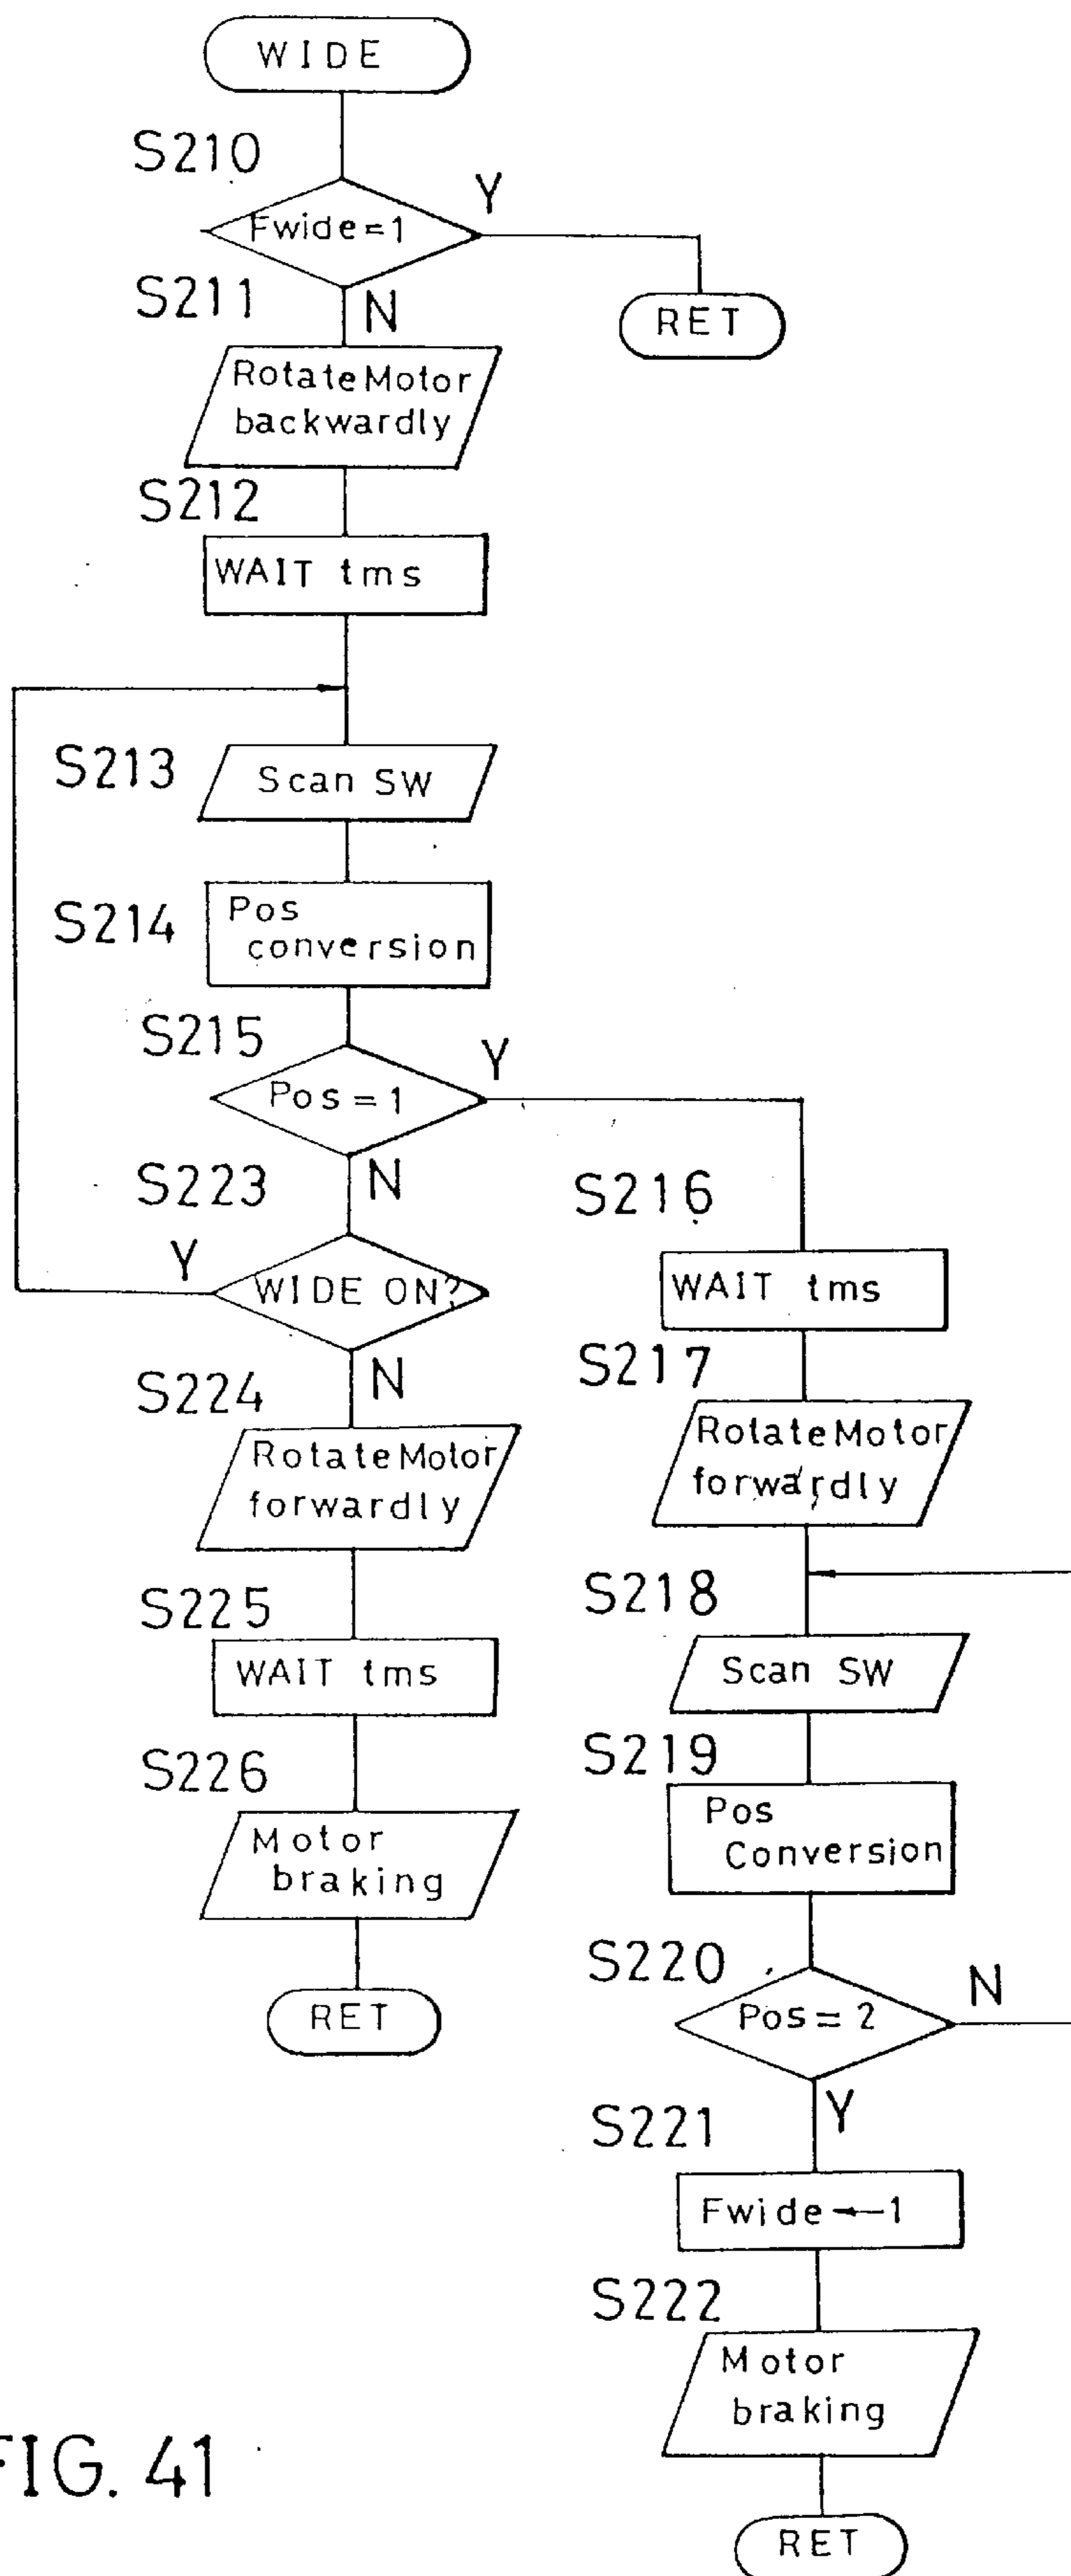 WIDE
S210
Y
Fwide=1
S211
N
RET
RotateMotor
backwardly
S212
WAIT tms
S213
Scan SW
S214
Pos
conversion
S215
Y
Pos=1
S223
N
Y
WIDE ON?
S224
N
RotateMotor
forwardly
S225
WAIT tms
S226
Motor
braking
RET
S216
WAIT tms
S217
RotateMotor
forwardly
S218
Scan SW
S219
Pos
Conversion
S220
N
Pos=2
S221
Y
Fwide←1
S222
Motor
braking
RET
FIG. 41